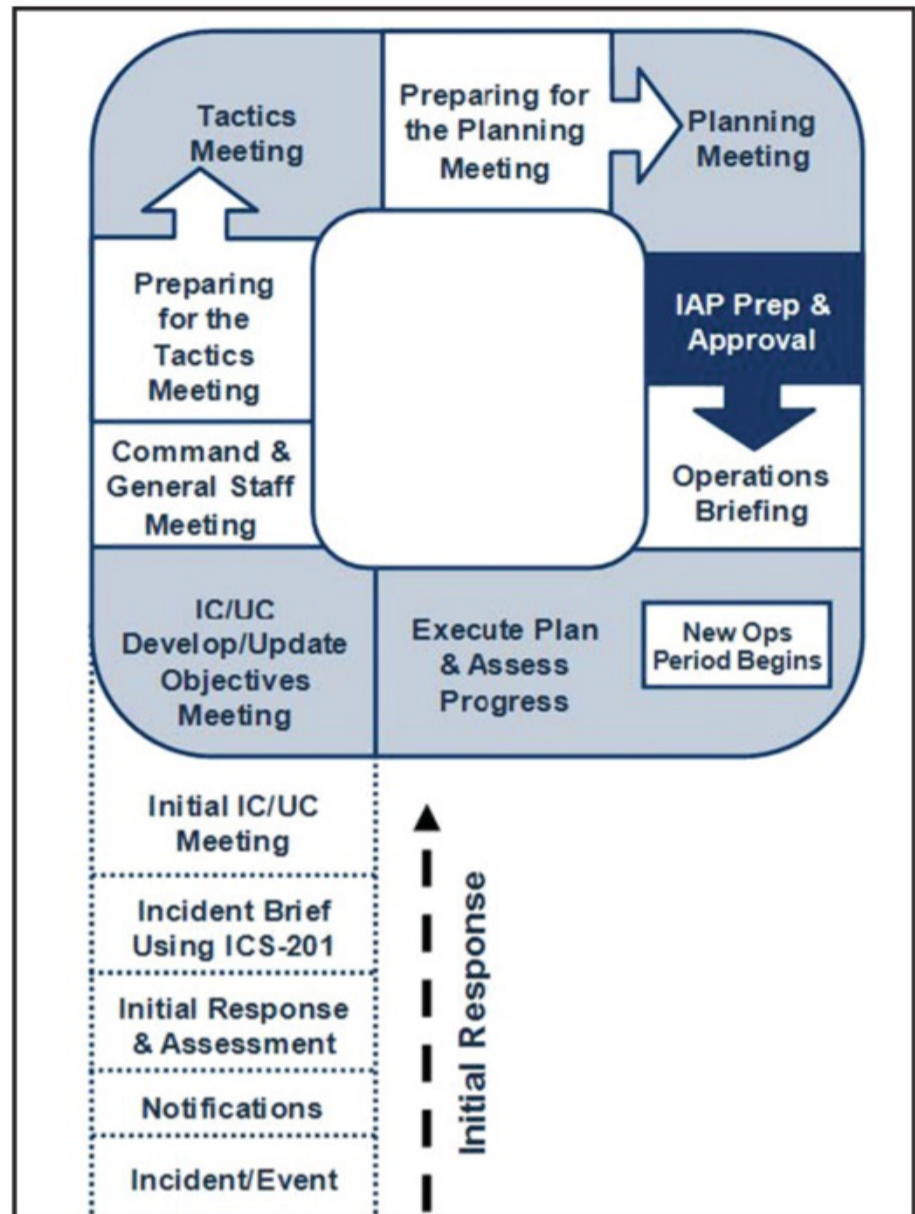 Tactics
Meeting
Preparing for
the Planning
Meeting
Planning
Meeting
Preparing
for the
Tactics
Meeting
IAP Prep &
Approval
Command &
General Staff
Meeting
Operations
Briefing
IC/UC
Develop/Update
Objectives
Meeting
Execute Plan
& Assess
Progress
New Ops
Period Begins
Initial IC/UC
Meeting
Incident Brief
Using ICS-201
Initial Response
& Assessment
Notifications
Incident/Event
Initial Response